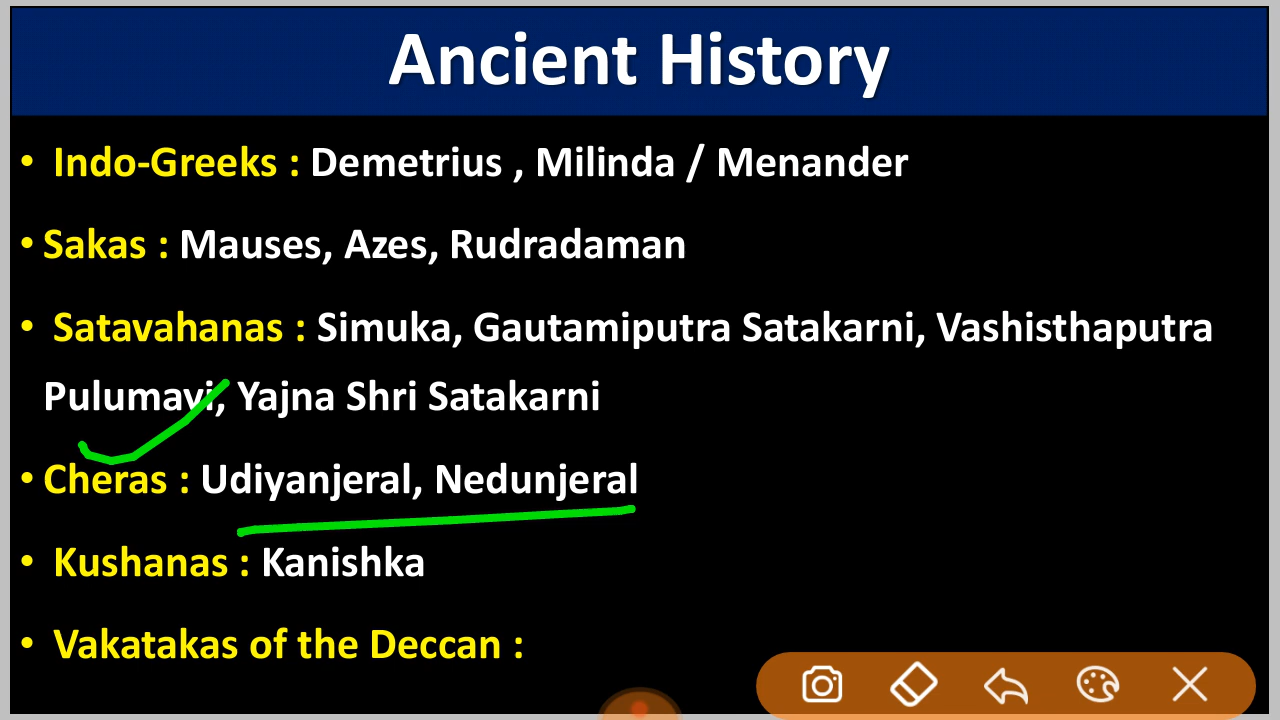 Ancient History
• Indo-Greeks : Demetrius , Milinda / Menander
• Sakas : Mauses, Azes, Rudradaman
• Satavahanas : Simuka, Gautamiputra Satakarni, Vashisthaputra
Pulumayi, Yajna Shri Satakarni
• Cheras : Udiyanjeral, Nedunjeral
• Kushanas : Kanishka
• Vakatakas of the Deccan :